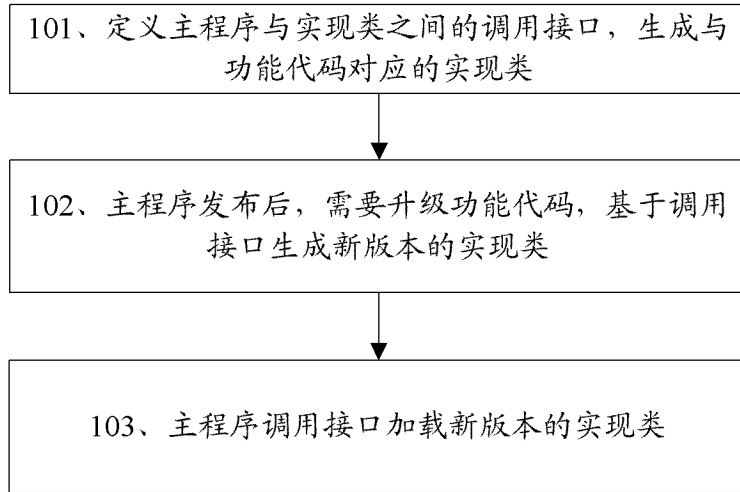 101、定义主程序与实现类之间的调用接口，生成与
功能代码对应的实现类
102、主程序发布后，需要升级功能代码，基于调用
接口生成新版本的实现类
103、主程序调用接口加载新版本的实现类